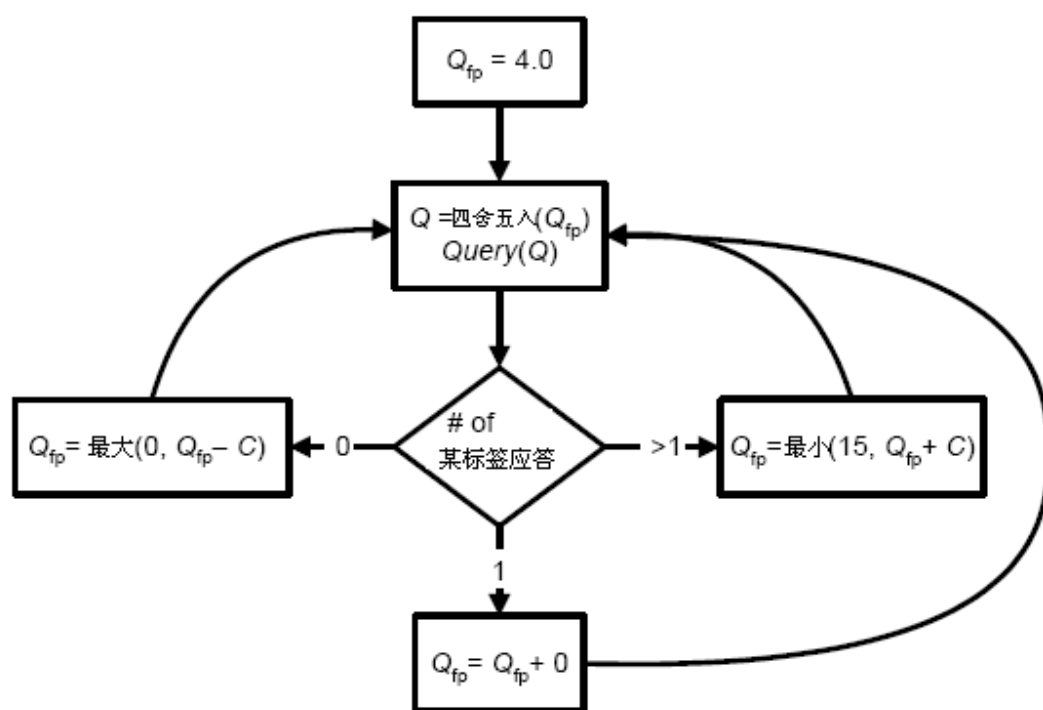 Qfp = 4.0
Q =四舍五入(Qfp)
Query(Q)
# of
某标签应答
0
>1
1
Qfp= 最大(0, Qfp– C)
Qfp=最小(15, Qfp+ C)
Qfp= Qfp+ 0